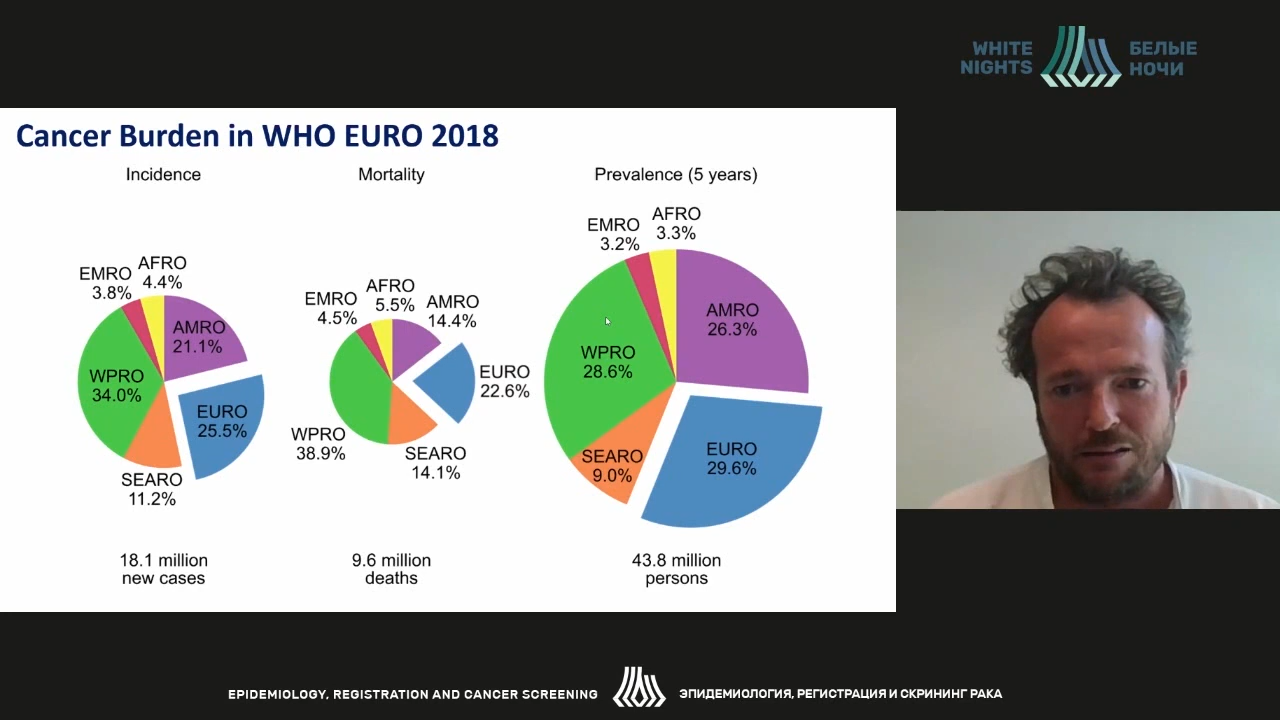 WHITE
NIGHTS
БЕЛЫЕ
НОЧИ
Cancer Burden in WHO EURO 2018
Incidence
EMRO
3.8%
AFRO
4.4%
AMRO
21.1%
WPRO
34.0%
EURO
25.5%
SEARO
11.2%
18.1 million
new cases
Mortality
EMRO
4.5%
AFRO
5.5%
AMRO
14.4%
EURO
22.6%
WPRO
38.9%
SEARO
14.1%
9.6 million
deaths
Prevalence (5 years)
EMRO
3.2%
AFRO
3.3%
AMRO
26.3%
WPRO
28.6%
EURO
29.6%
SEARO
9.0%
43.8 million
persons
EPIDEMIOLOGY, REGISTRATION AND CANCER SCREENING
ЭПИДЕМИОЛОГИЯ, РЕГИСТРАЦИЯ И СКРИНИНГ РАКА